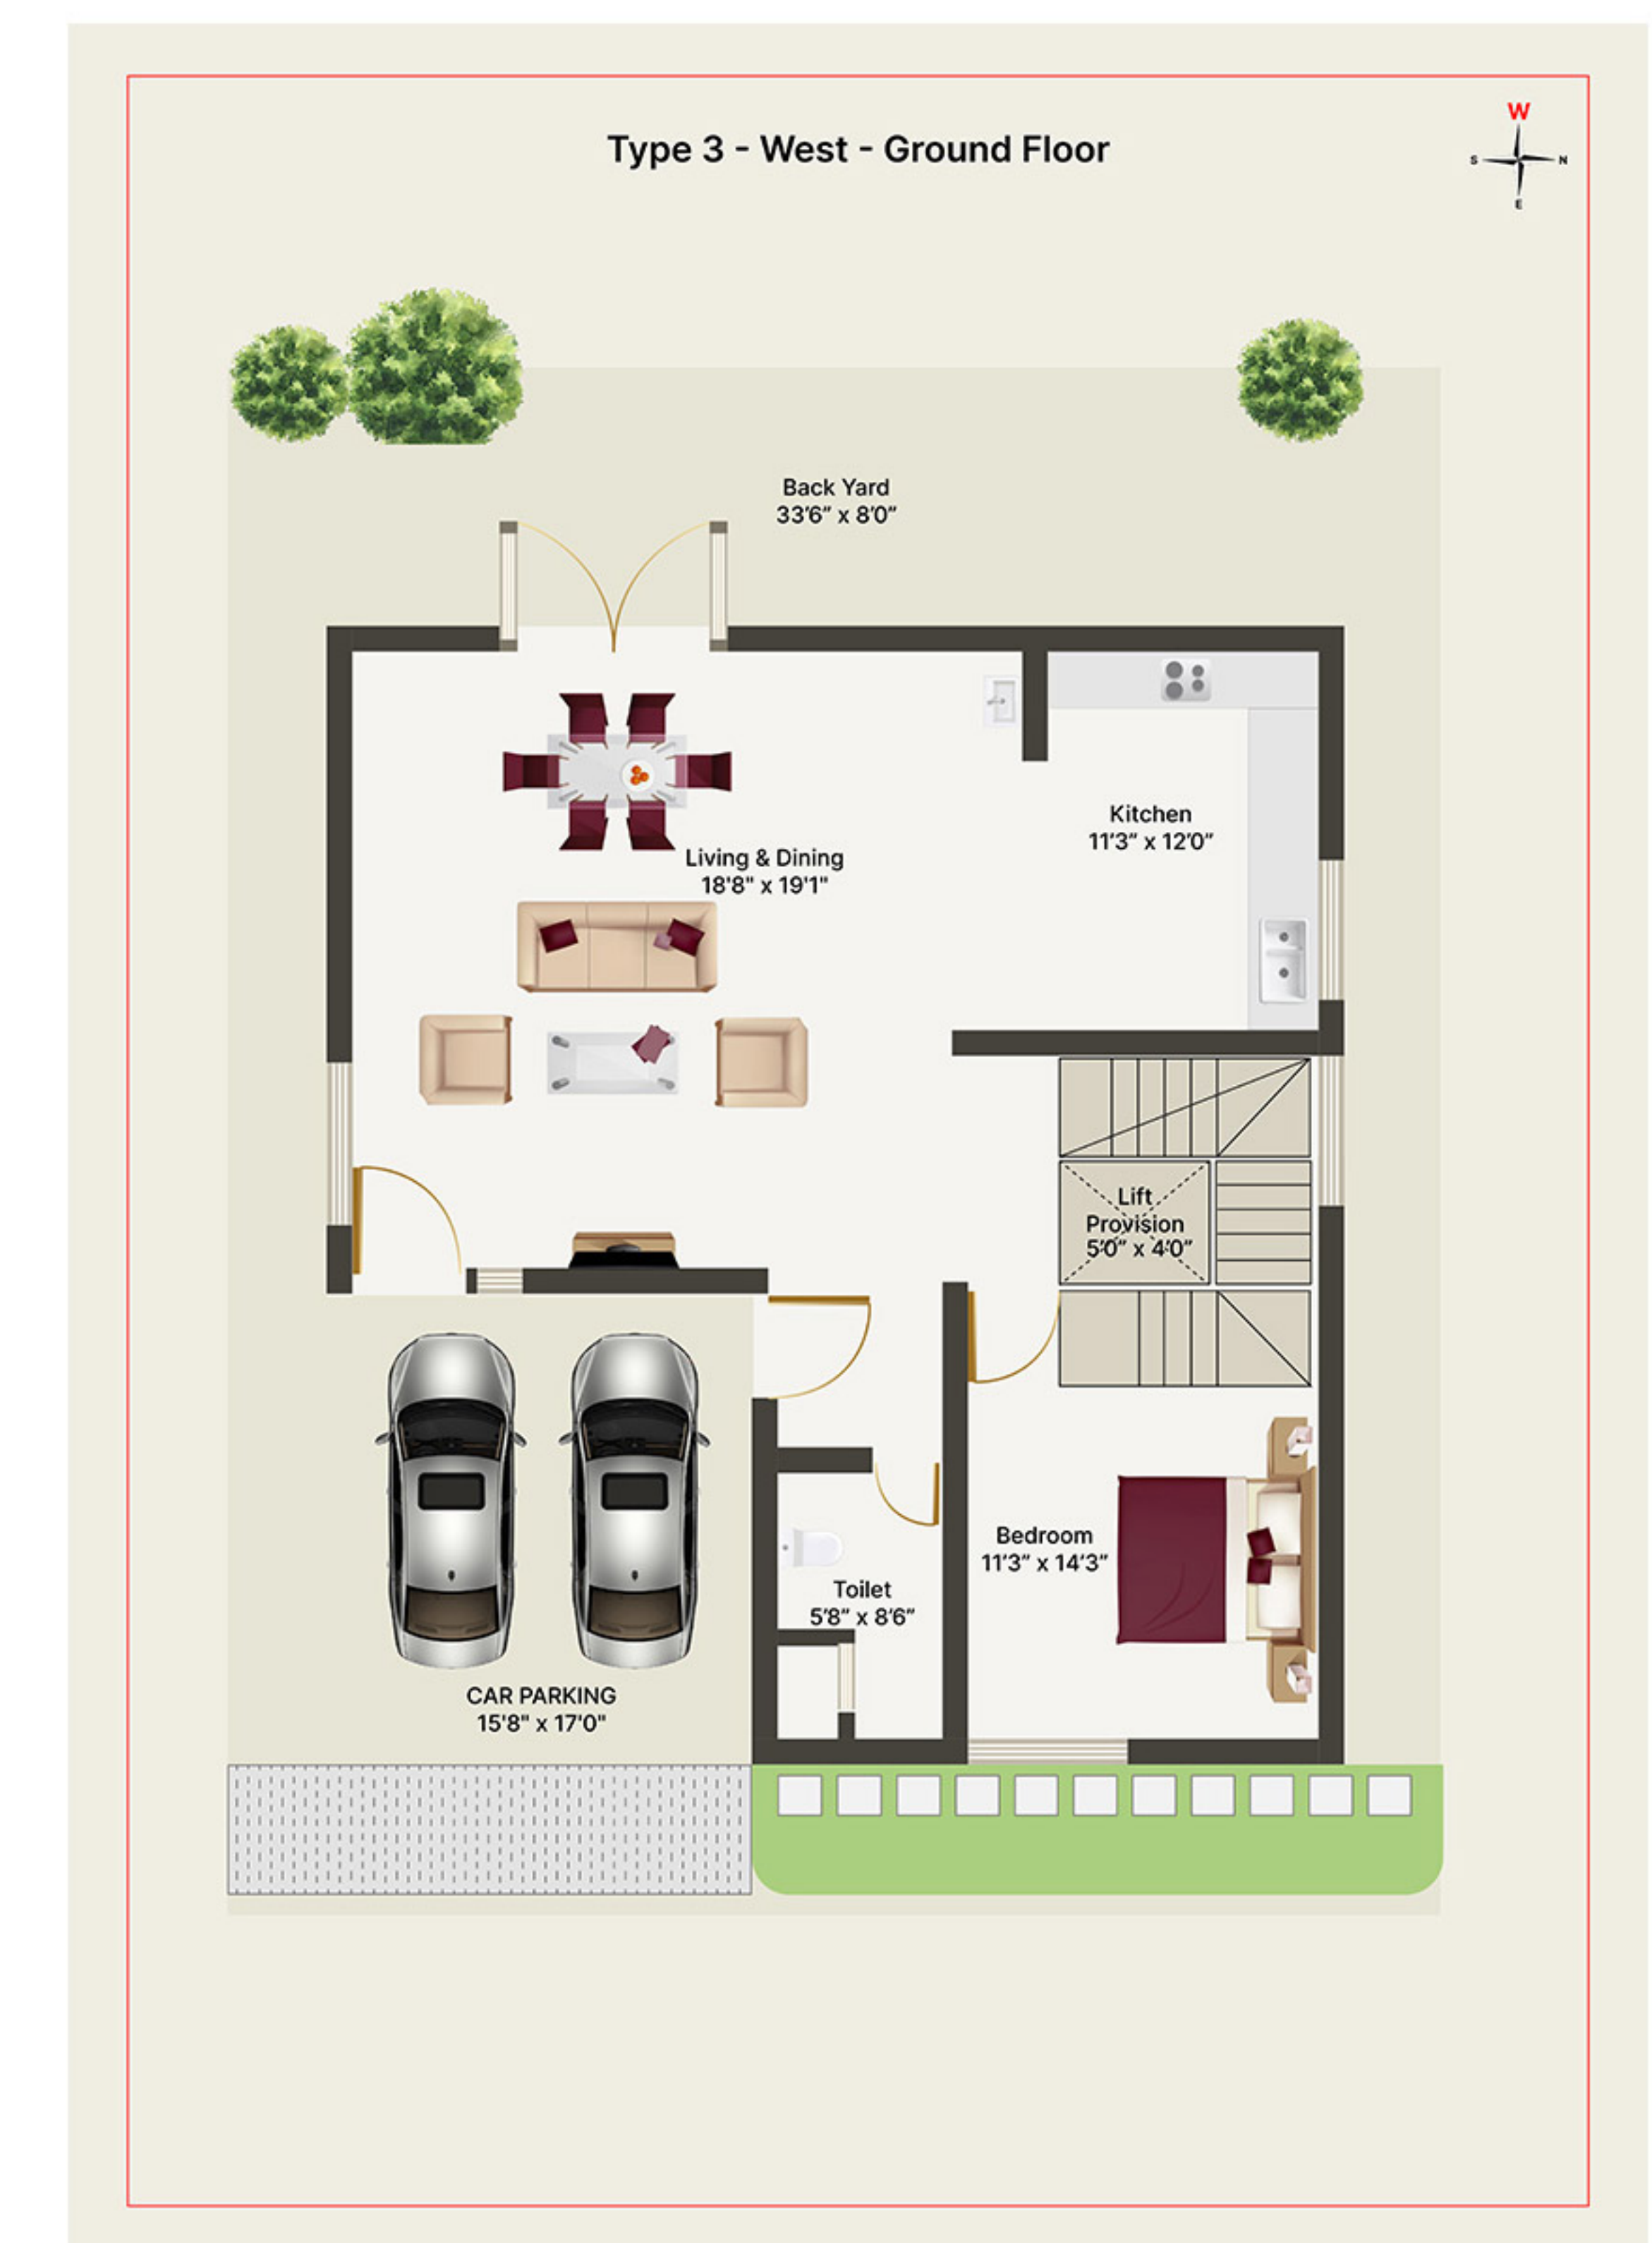 Type 3 - West - Ground Floor
W
S
N
E
Back Yard
33'6” x 8'0”
Kitchen
11'3” x 12'0”
Living & Dining
18'8" x 19'1"
Lift
Provision
5'0” x 4'0”
Bedroom
11'3” x 14'3”
Toilet
5'8” x 8'6”
CAR PARKING
15'8" x 17'0"